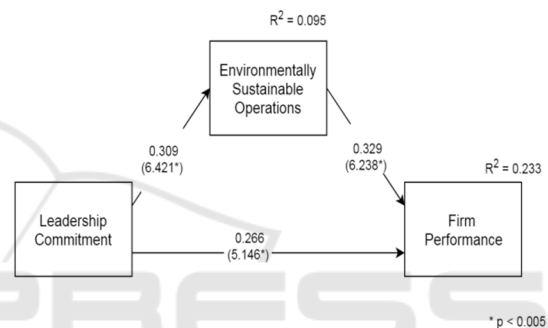 R² = 0.095
Environmentally
Sustainable
Operations
0.309
(6.421*)
0.329
(6.238*)
R² = 0.233
Leadership
Commitment
0.266
(5.146*)
Firm
Performance
* p < 0.005